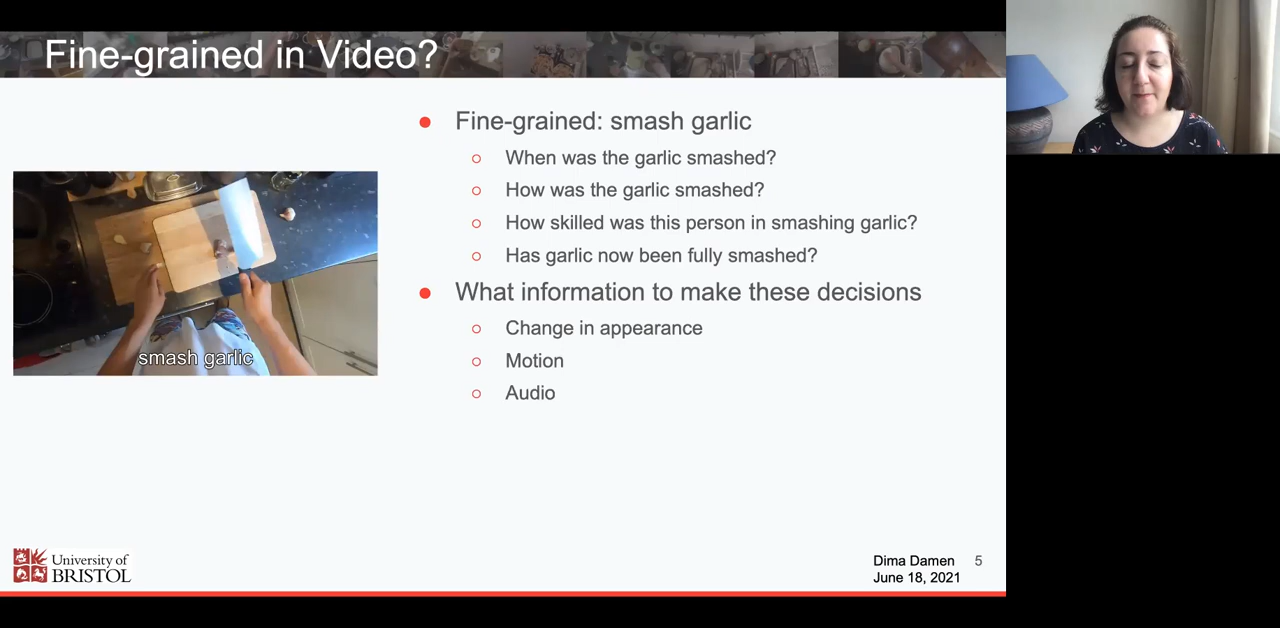 Fine-grained in Video?
Fine-grained: smash garlic
When was the garlic smashed?
How was the garlic smashed?
How skilled was this person in smashing garlic?
Has garlic now been fully smashed?
What information to make these decisions
Change in appearance
Motion
Audio
smash garlic
University of
BRISTOL
Dima Damen 5
June 18, 2021